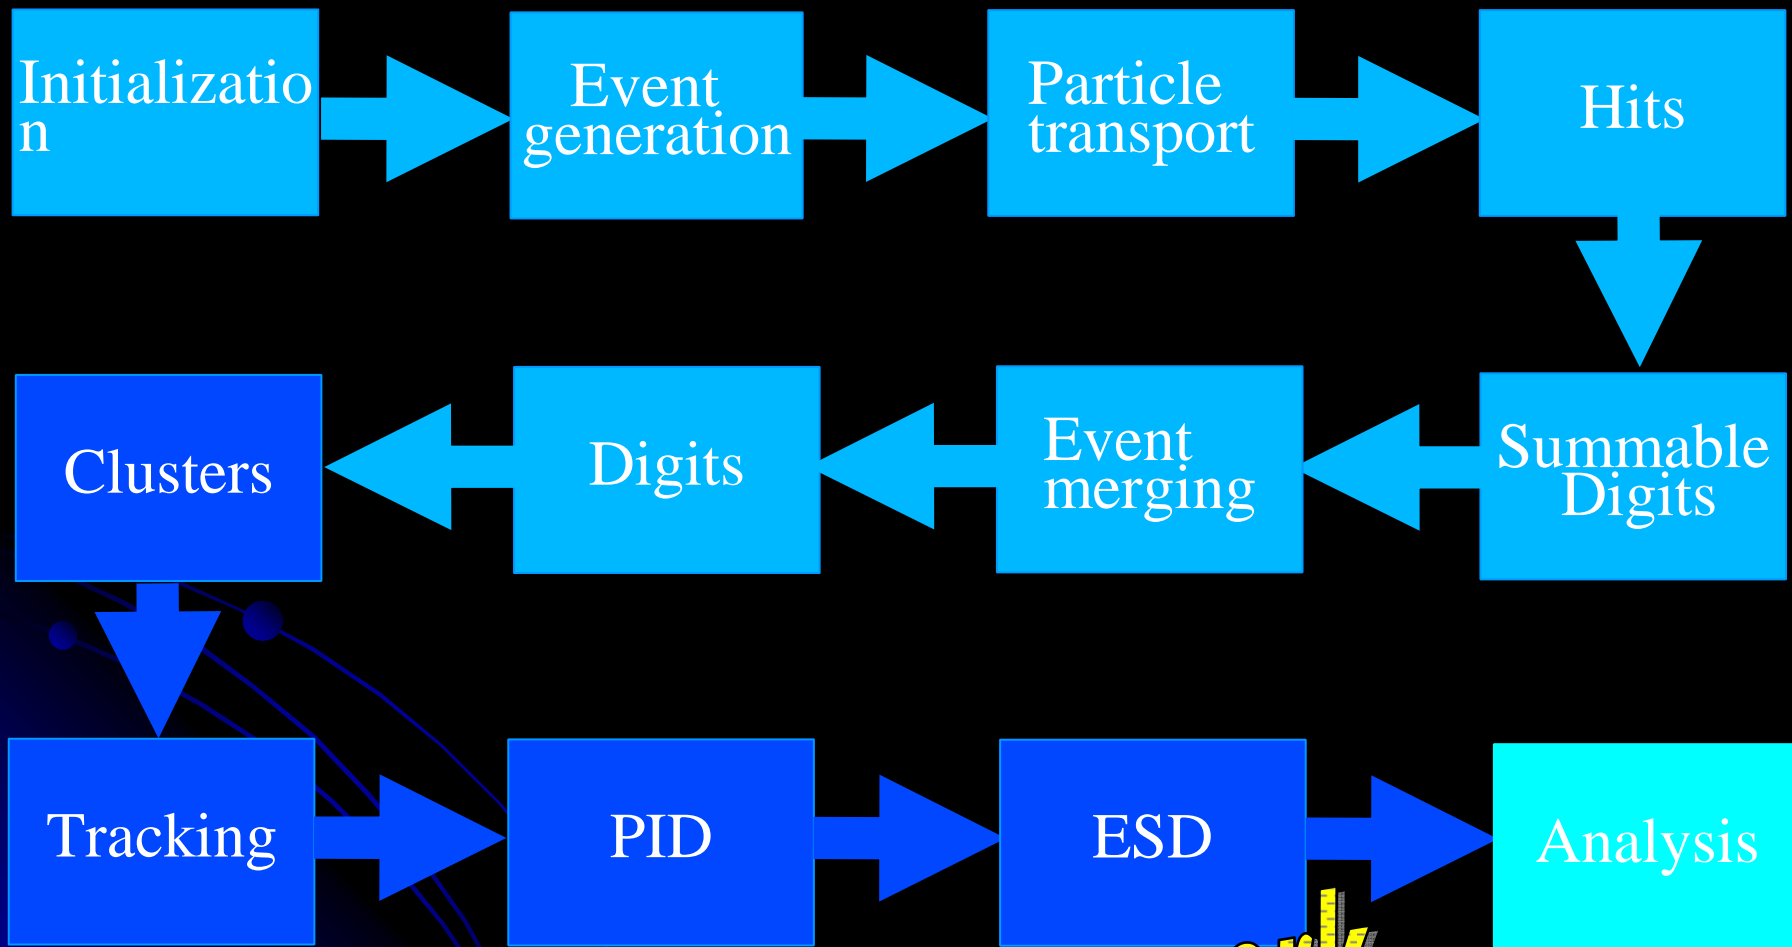 Initializatio
n
Event
generation
Particle
transport
Hits
Summable
Digits
Event
merging
Digits
Clusters
Tracking
PID
ESD
Analysis